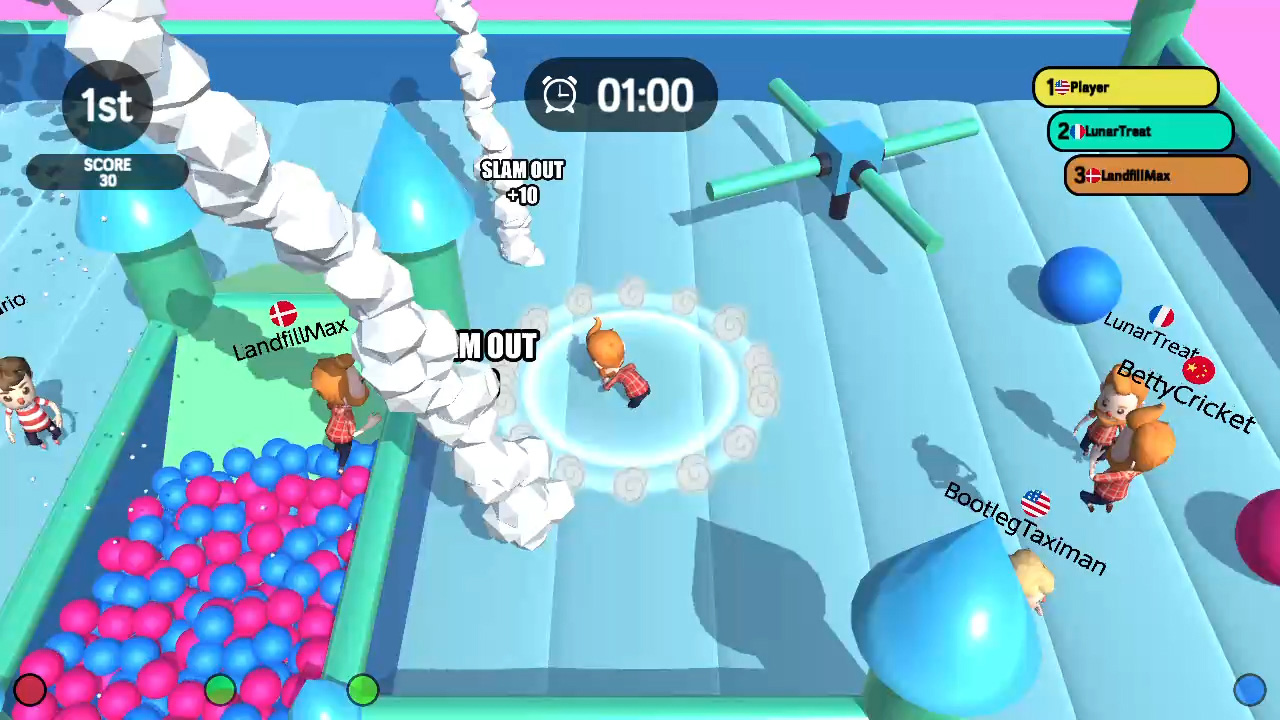 1st
SCORE
30
01:00
1 Player
2 LunarTreat
3 LandfillMax
SLAM OUT
+10
rio
LandfillMax
M OUT
LunarTreat
BettyCricket
BootlegTaximan